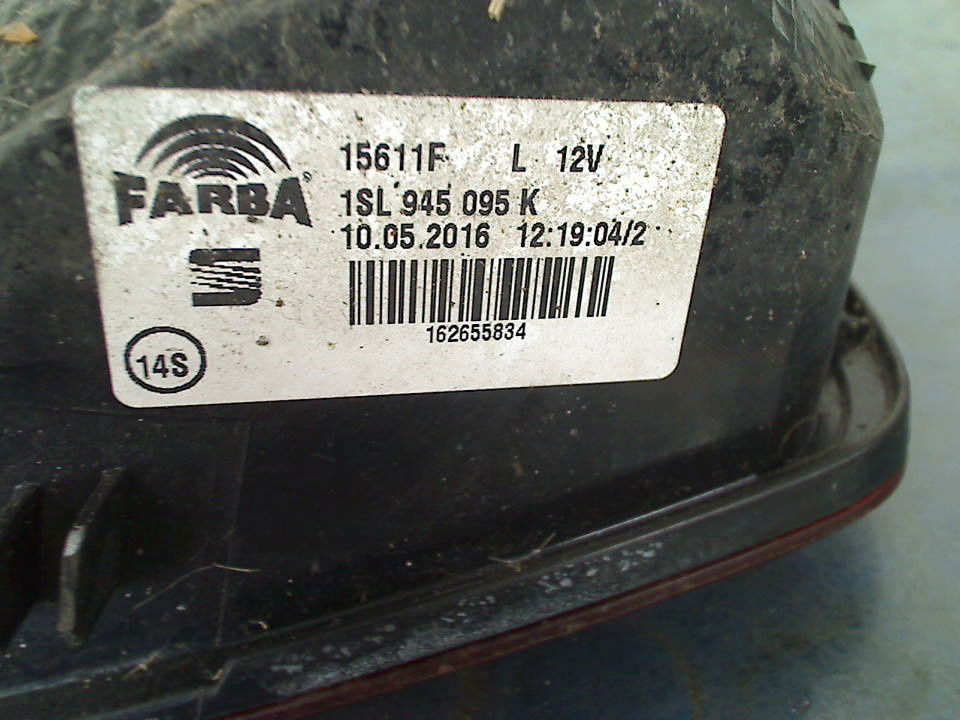 FARBA®
15611F L 12V
1SL 945 095 K
10.05.2016 12:19:04/2
S
162655834
14S